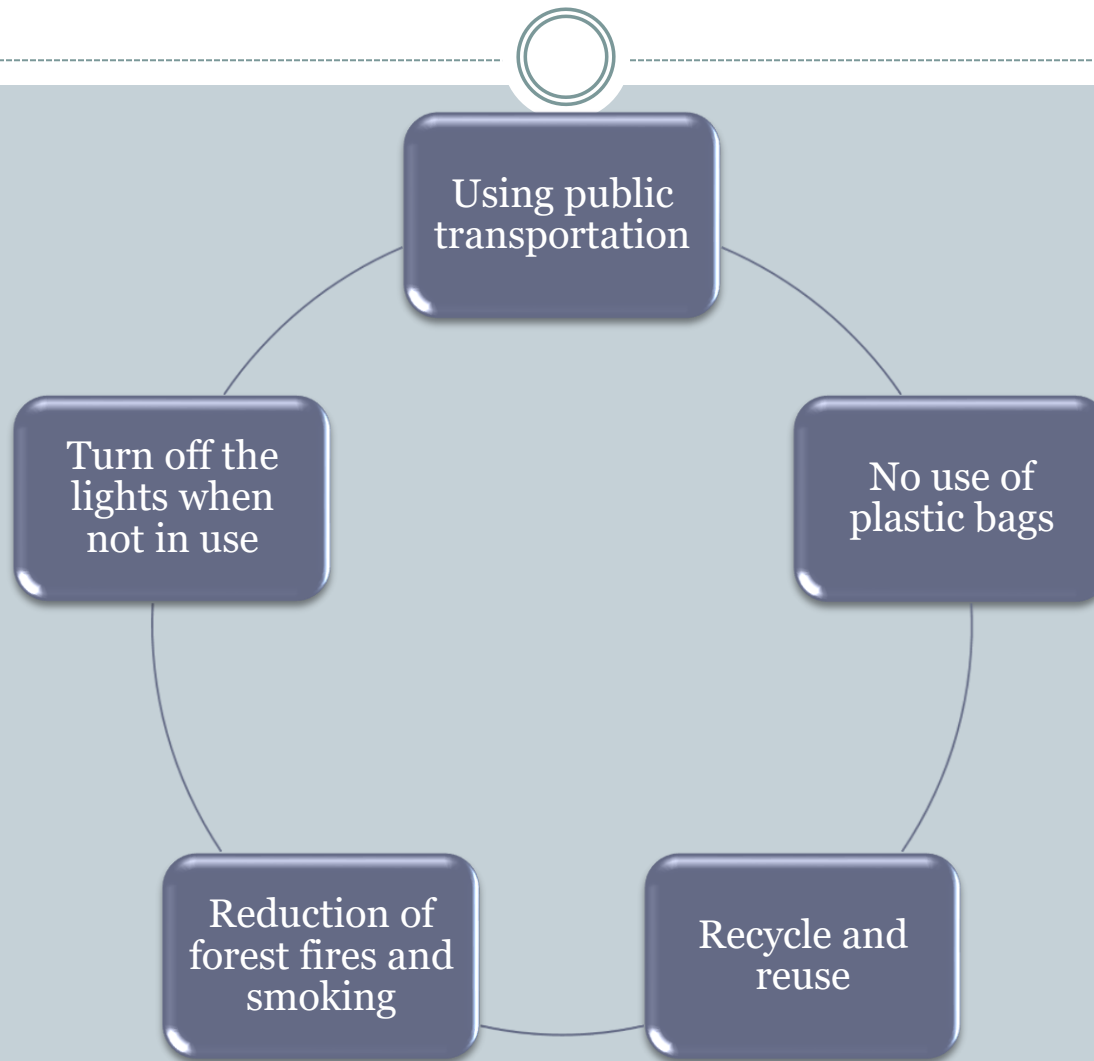 Using public
transportation
No use of
plastic bags
Recycle and
reuse
Reduction of
forest fires and
smoking
Turn off the
lights when
not in use